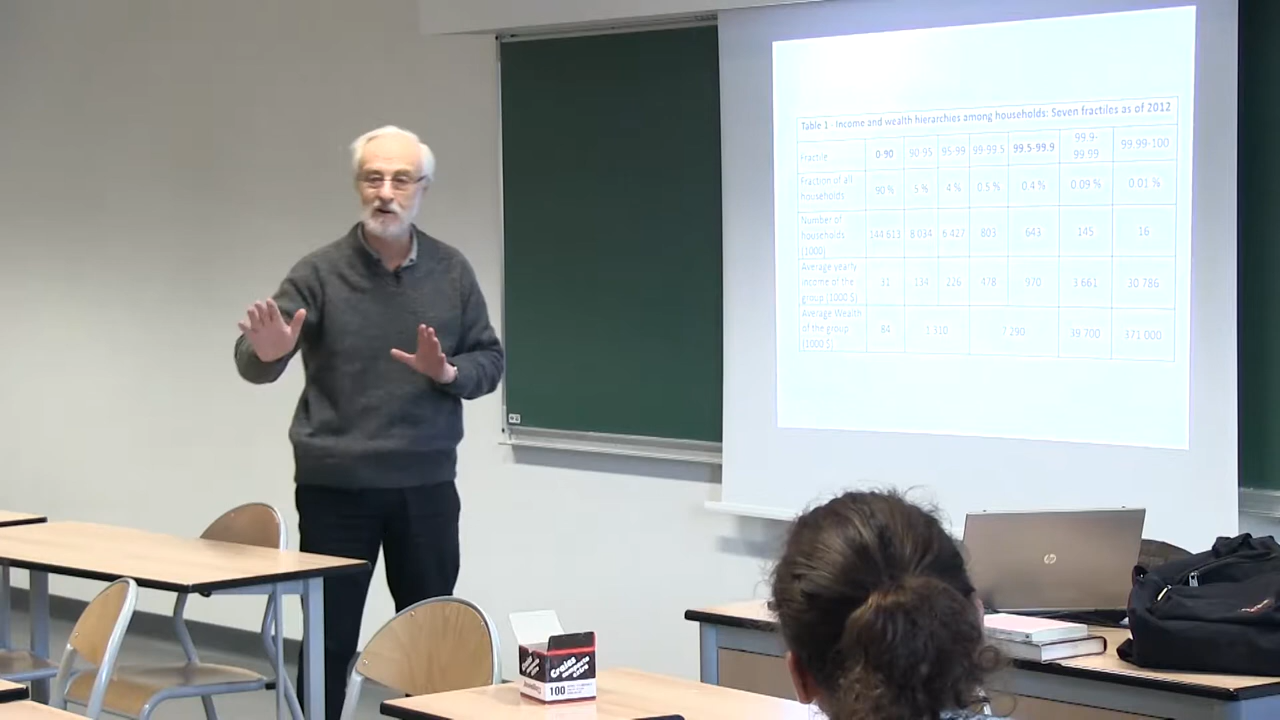 Table 1 - Income and wealth hierarchies among households: Seven fractiles as of 2012
Fractile 0-90 90-95 95-99 99-99.5 99.5-99.9 99.9-99.99 99.99-100
Fraction of all households 90 % 5 % 4 % 0.5 % 0.4 % 0.09 % 0.01 %
Number of households (1000) 144 613 8 034 6 427 803 643 145 16
Average yearly income of the group (1000 $) 31 134 226 478 970 3 661 30 786
Average Wealth of the group (1000 $) 84 1 310 7 290 39 700 371 000
hp
Craies
100